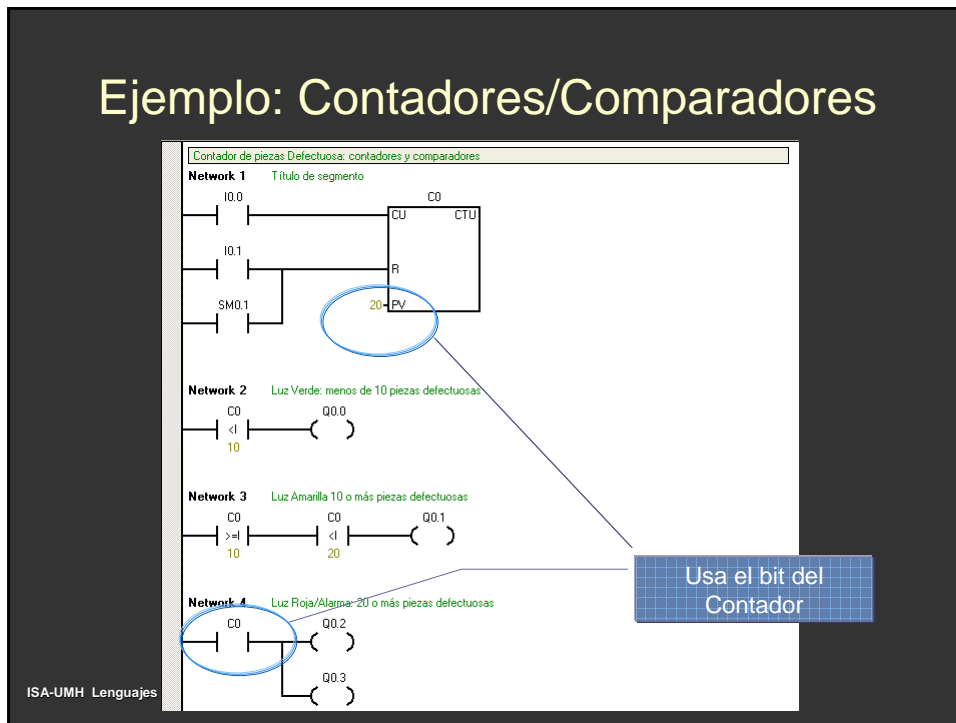 Ejemplo: Contadores/Comparadores
Contador de piezas Defectuosa: contadores y comparadores
Network 1 Título de segmento
I0.0 C0
CU CTU
I0.1
R
SM0.1
20 PV
Network 2 Luz Verde: menos de 10 piezas defectuosas
C0 Q0.0
<I
10
Network 3 Luz Amarilla 10 o más piezas defectuosas
C0 C0 Q0.1
>=I <I
10 20
Usa el bit del
Contador
Network 4 Luz Roja/Alarma: 20 o más piezas defectuosas
C0 Q0.2
Q0.3
ISA-UMH Lenguajes